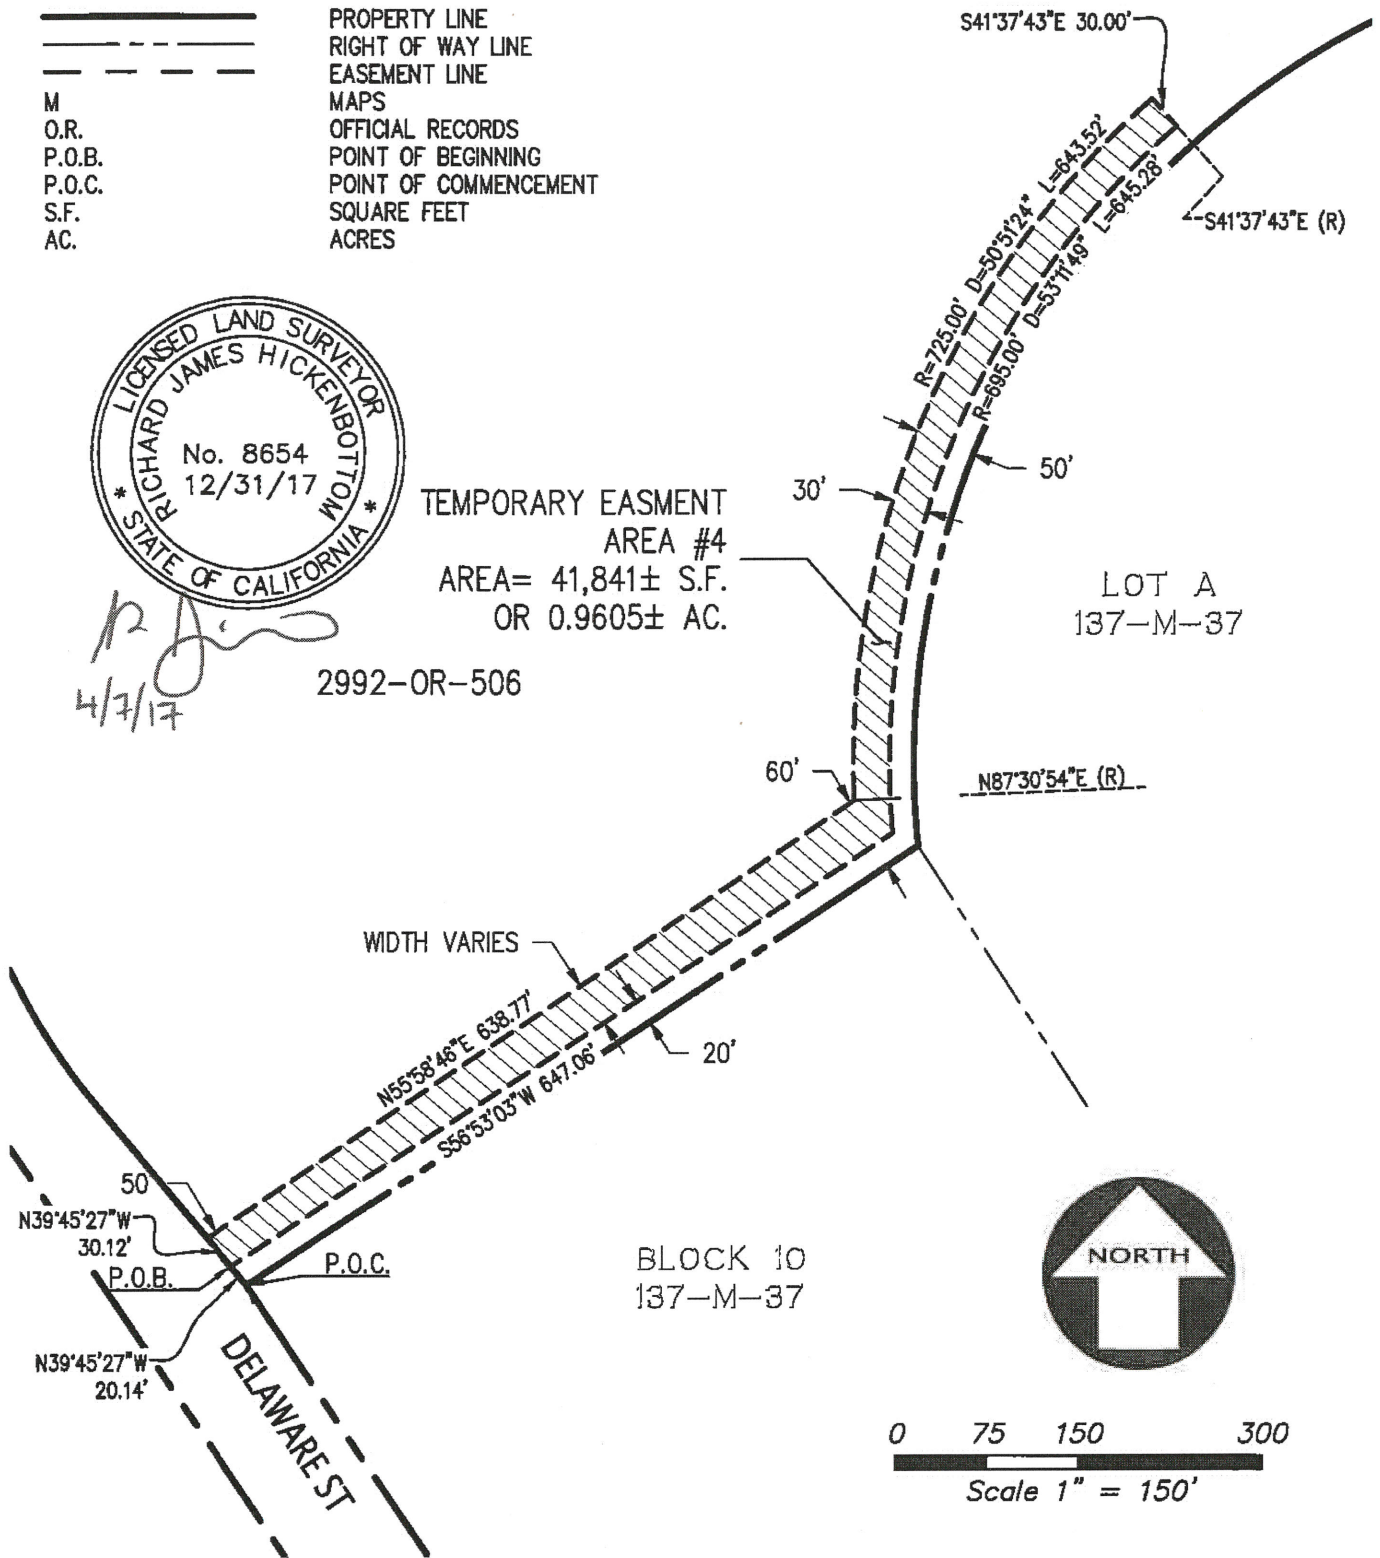 PROPERTY LINE
RIGHT OF WAY LINE
EASEMENT LINE
M MAPS
O.R. OFFICIAL RECORDS
P.O.B. POINT OF BEGINNING
P.O.C. POINT OF COMMENCEMENT
S.F. SQUARE FEET
AC. ACRES
S41°37'43"E 30.00'
L=643.52'
L=645.28'
S41°37'43"E (R)
R=725.00' D=50°51'24"
R=695.00' D=53°11'49"
LICENSED LAND SURVEYOR
RICHARD JAMES HICKENBOTTOM
No. 8654
12/31/17
* STATE OF CALIFORNIA *
4/7/17
50'
30'
TEMPORARY EASMENT
AREA #4
AREA= 41,841± S.F.
OR 0.9605± AC.
2992-OR-506
LOT A
137-M-37
60'
N87°30'54"E (R)
WIDTH VARIES
N55°58'46"E 638.77'
S56°53'03"W 647.06'
20'
50'
N39°45'27"W
30.12'
P.O.B.
P.O.C.
N39°45'27"W
20.14'
DELAWARE ST
BLOCK 10
137-M-37
NORTH
0 75 150 300
Scale 1" = 150'